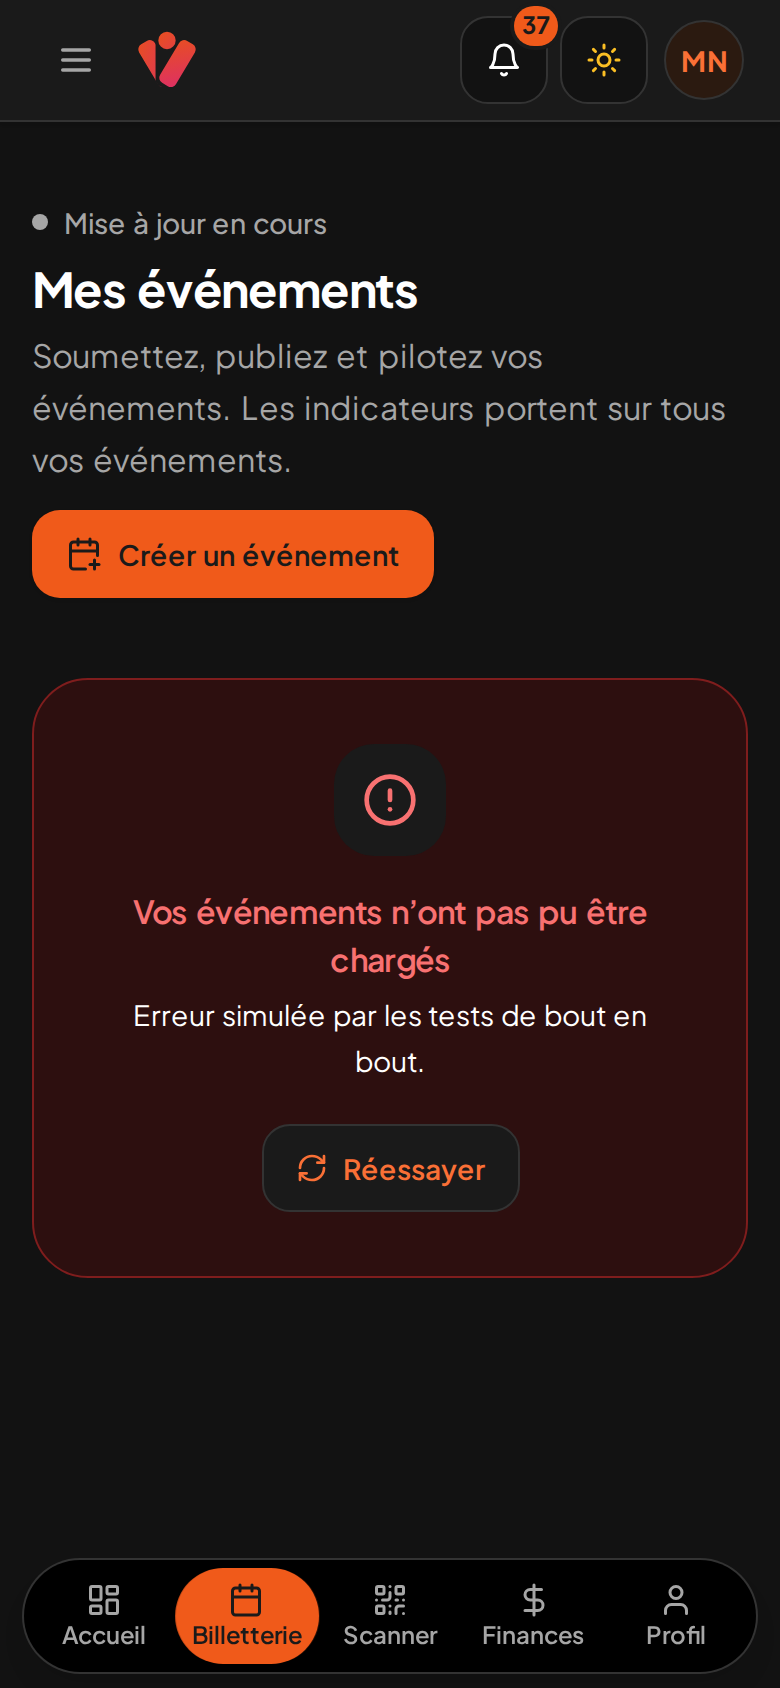 37
MN
Mise à jour en cours
Mes événements
Soumettez, publiez et pilotez vos
événements. Les indicateurs portent sur tous
vos événements.
Créer un événement
Vos événements n’ont pas pu être
chargés
Erreur simulée par les tests de bout en
bout.
Réessayer
Accueil
Billetterie
Scanner
Finances
Profil